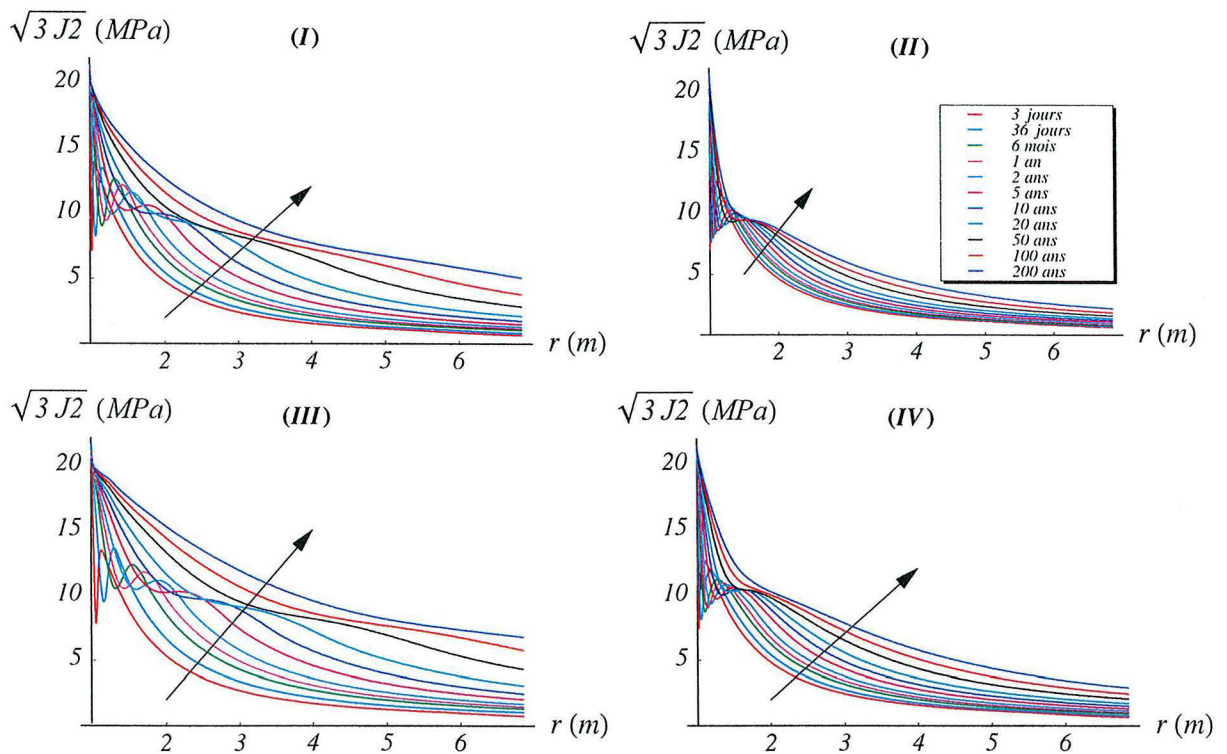 √3 J2 (MPa) (I)
20
15
10
5
2 3 4 5 6 r (m)
√3 J2 (MPa) (II)
20
15
10
5
2 3 4 5 6 r (m)
3 jours
36 jours
6 mois
1 an
2 ans
5 ans
10 ans
20 ans
50 ans
100 ans
200 ans
√3 J2 (MPa) (III)
20
15
10
5
2 3 4 5 6 r (m)
√3 J2 (MPa) (IV)
20
15
10
5
2 3 4 5 6 r (m)